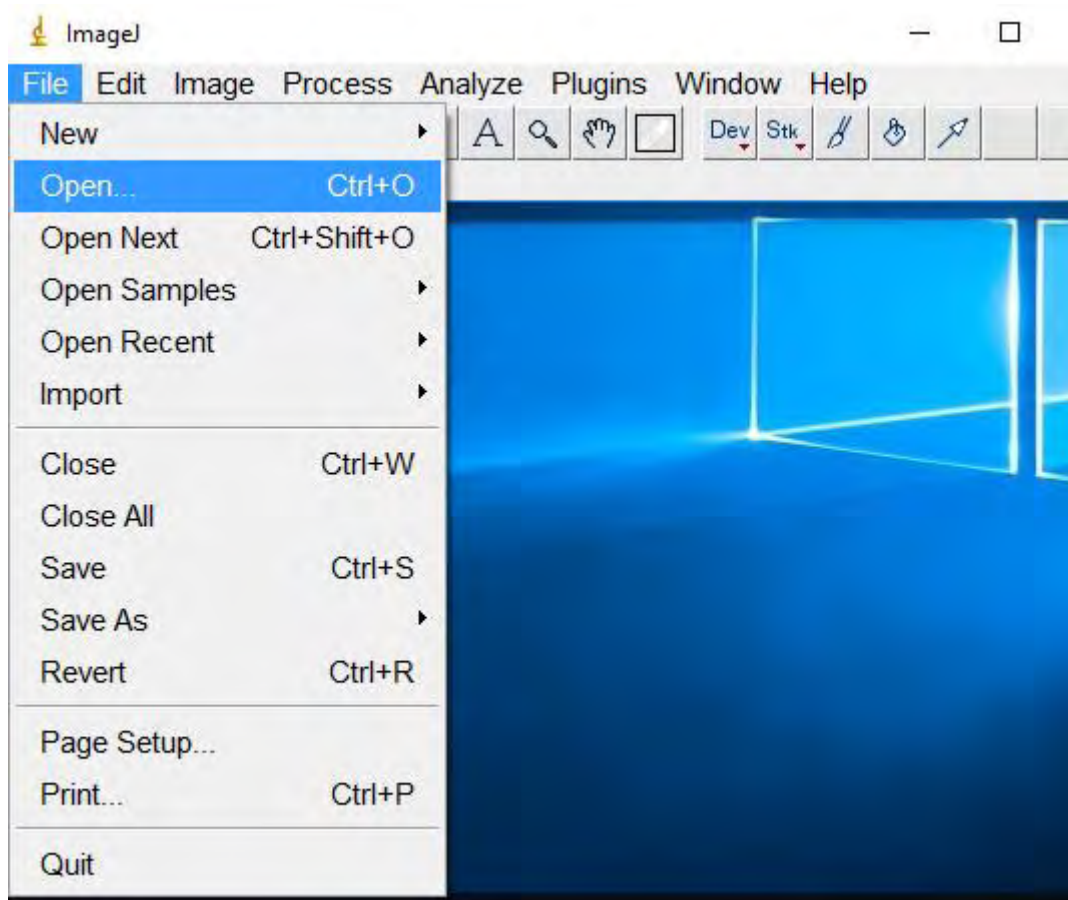 ImageJ
File Edit Image Process Analyze Plugins Window Help
A Dev Stk
New
Open... Ctrl+O
Open Next Ctrl+Shift+O
Open Samples
Open Recent
Import
Close Ctrl+W
Close All
Save Ctrl+S
Save As
Revert Ctrl+R
Page Setup...
Print... Ctrl+P
Quit